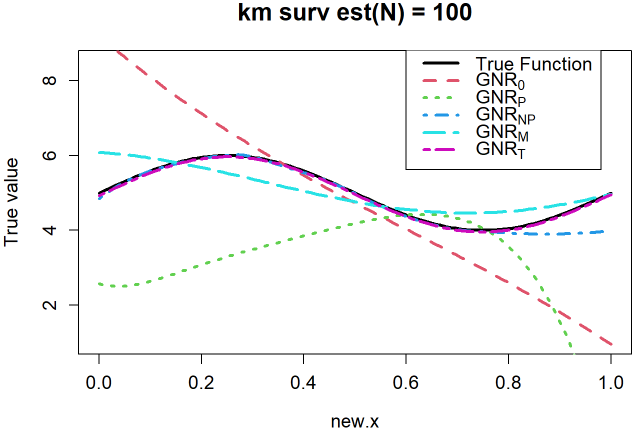 km surv est(N) = 100
True Function
GNR0
GNRP
GNRNP
GNRM
GNRT
True value
8
6
4
2
0.0 0.2 0.4 0.6 0.8 1.0
new.x